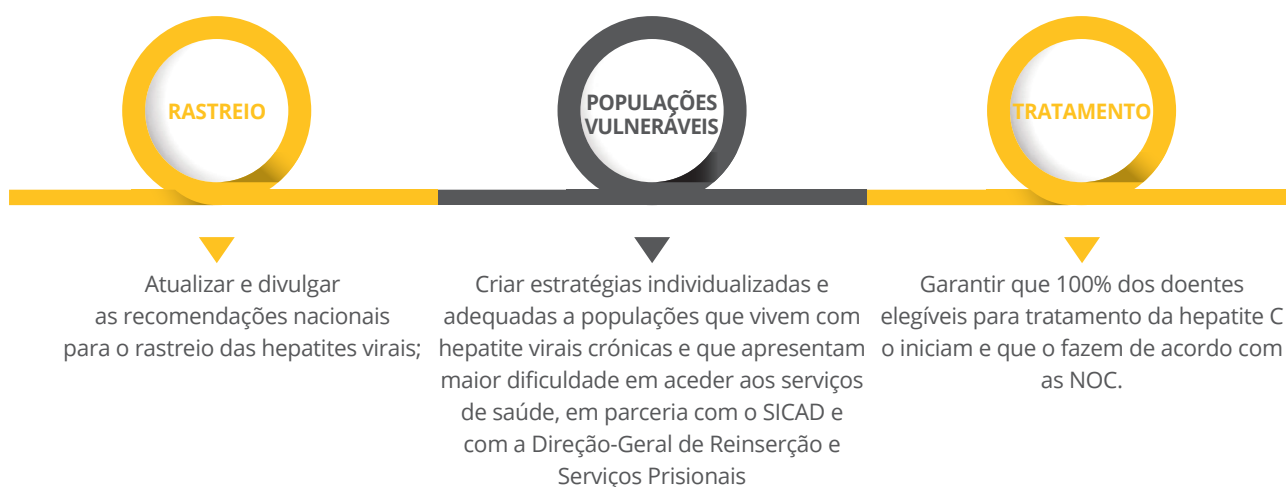 RASTREIO
Atualizar e divulgar
as recomendações nacionais
para o rastreio das hepatites virais;
POPULAÇÕES
VULNERÁVEIS
Criar estratégias individualizadas e
adequadas a populações que vivem com
hepatite virais crónicas e que apresentam
maior dificuldade em aceder aos serviços
de saúde, em parceria com o SICAD e
com a Direção-Geral de Reinserção e
Serviços Prisionais
TRATAMENTO
Garantir que 100% dos doentes
elegíveis para tratamento da hepatite C
o iniciam e que o fazem de acordo com
as NOC.